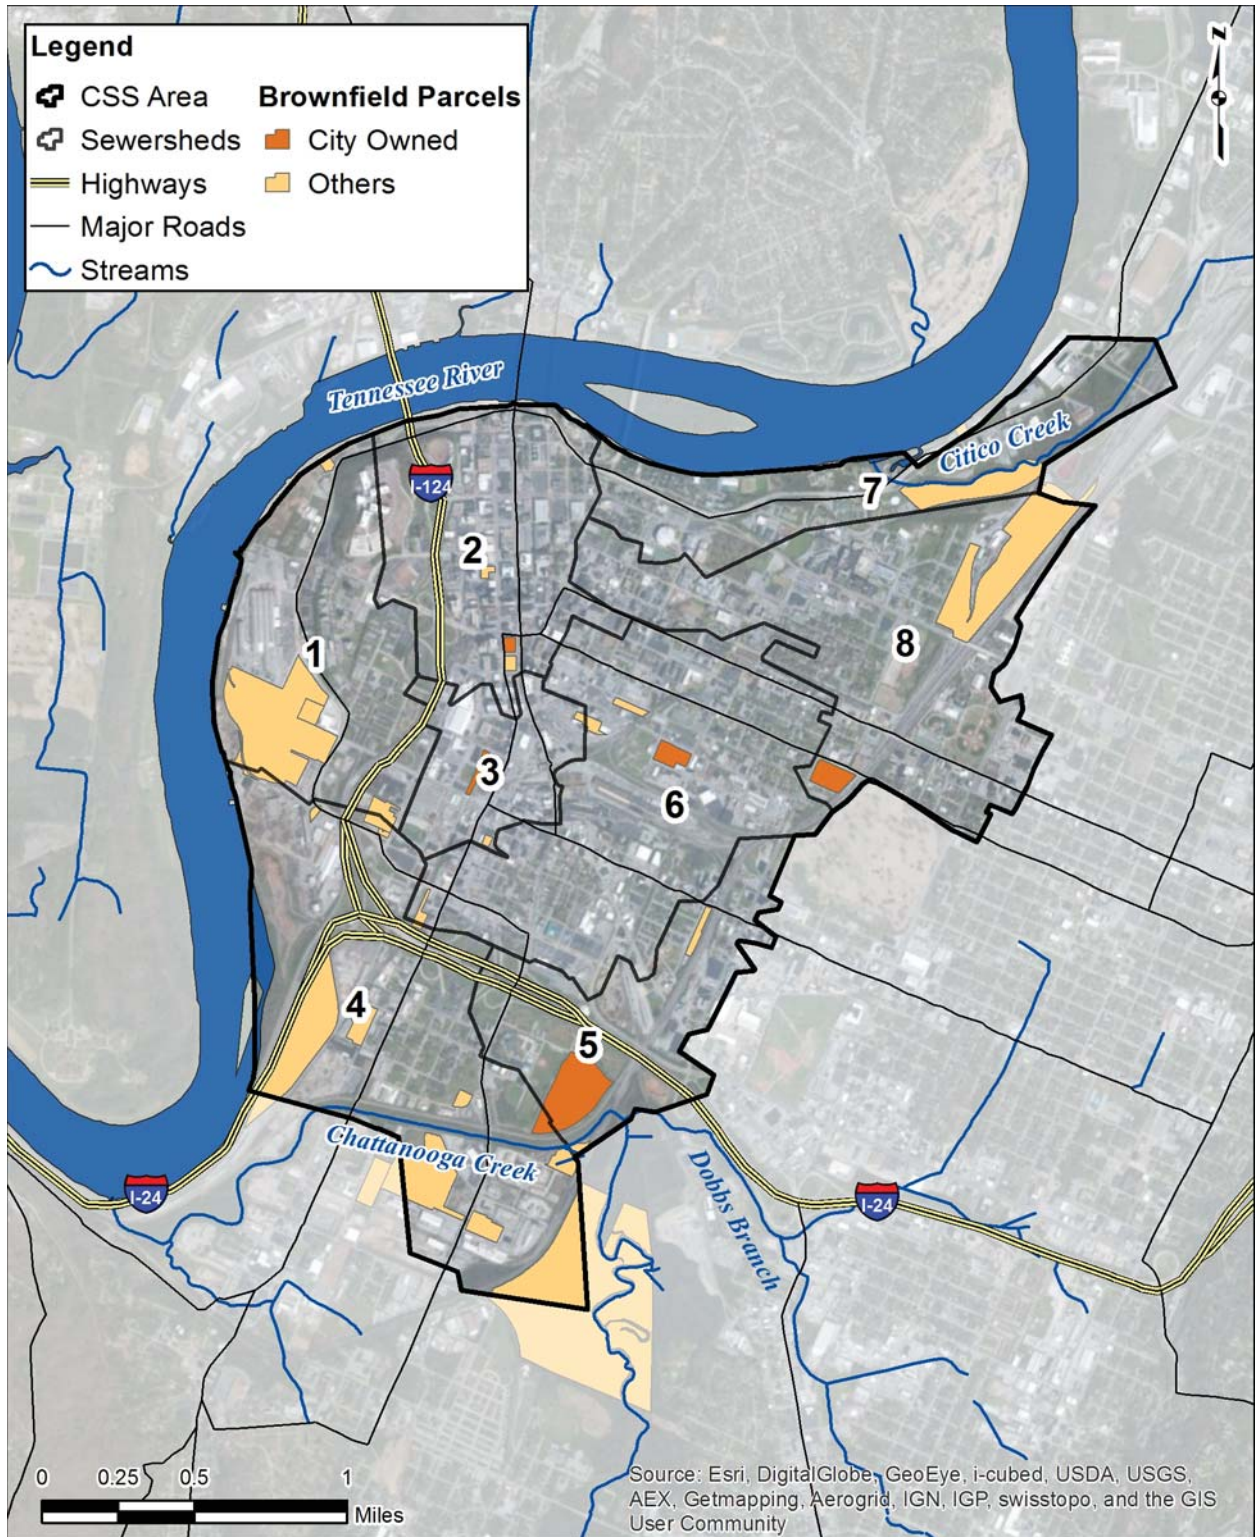 Legend
CSS Area
Sewersheds
Highways
Major Roads
Streams
Brownfield Parcels
City Owned
Others
N
Tennessee River
I-124
Citico Creek
7
2
8
1
3
6
4
5
Chattanooga Creek
Dobbs Branch
I-24
I-24
0 0.25 0.5 1
Miles
Source: Esri, DigitalGlobe, GeoEye, i-cubed, USDA, USGS,
AEX, Getmapping, Aerogrid, IGN, IGP, swisstopo, and the GIS
User Community